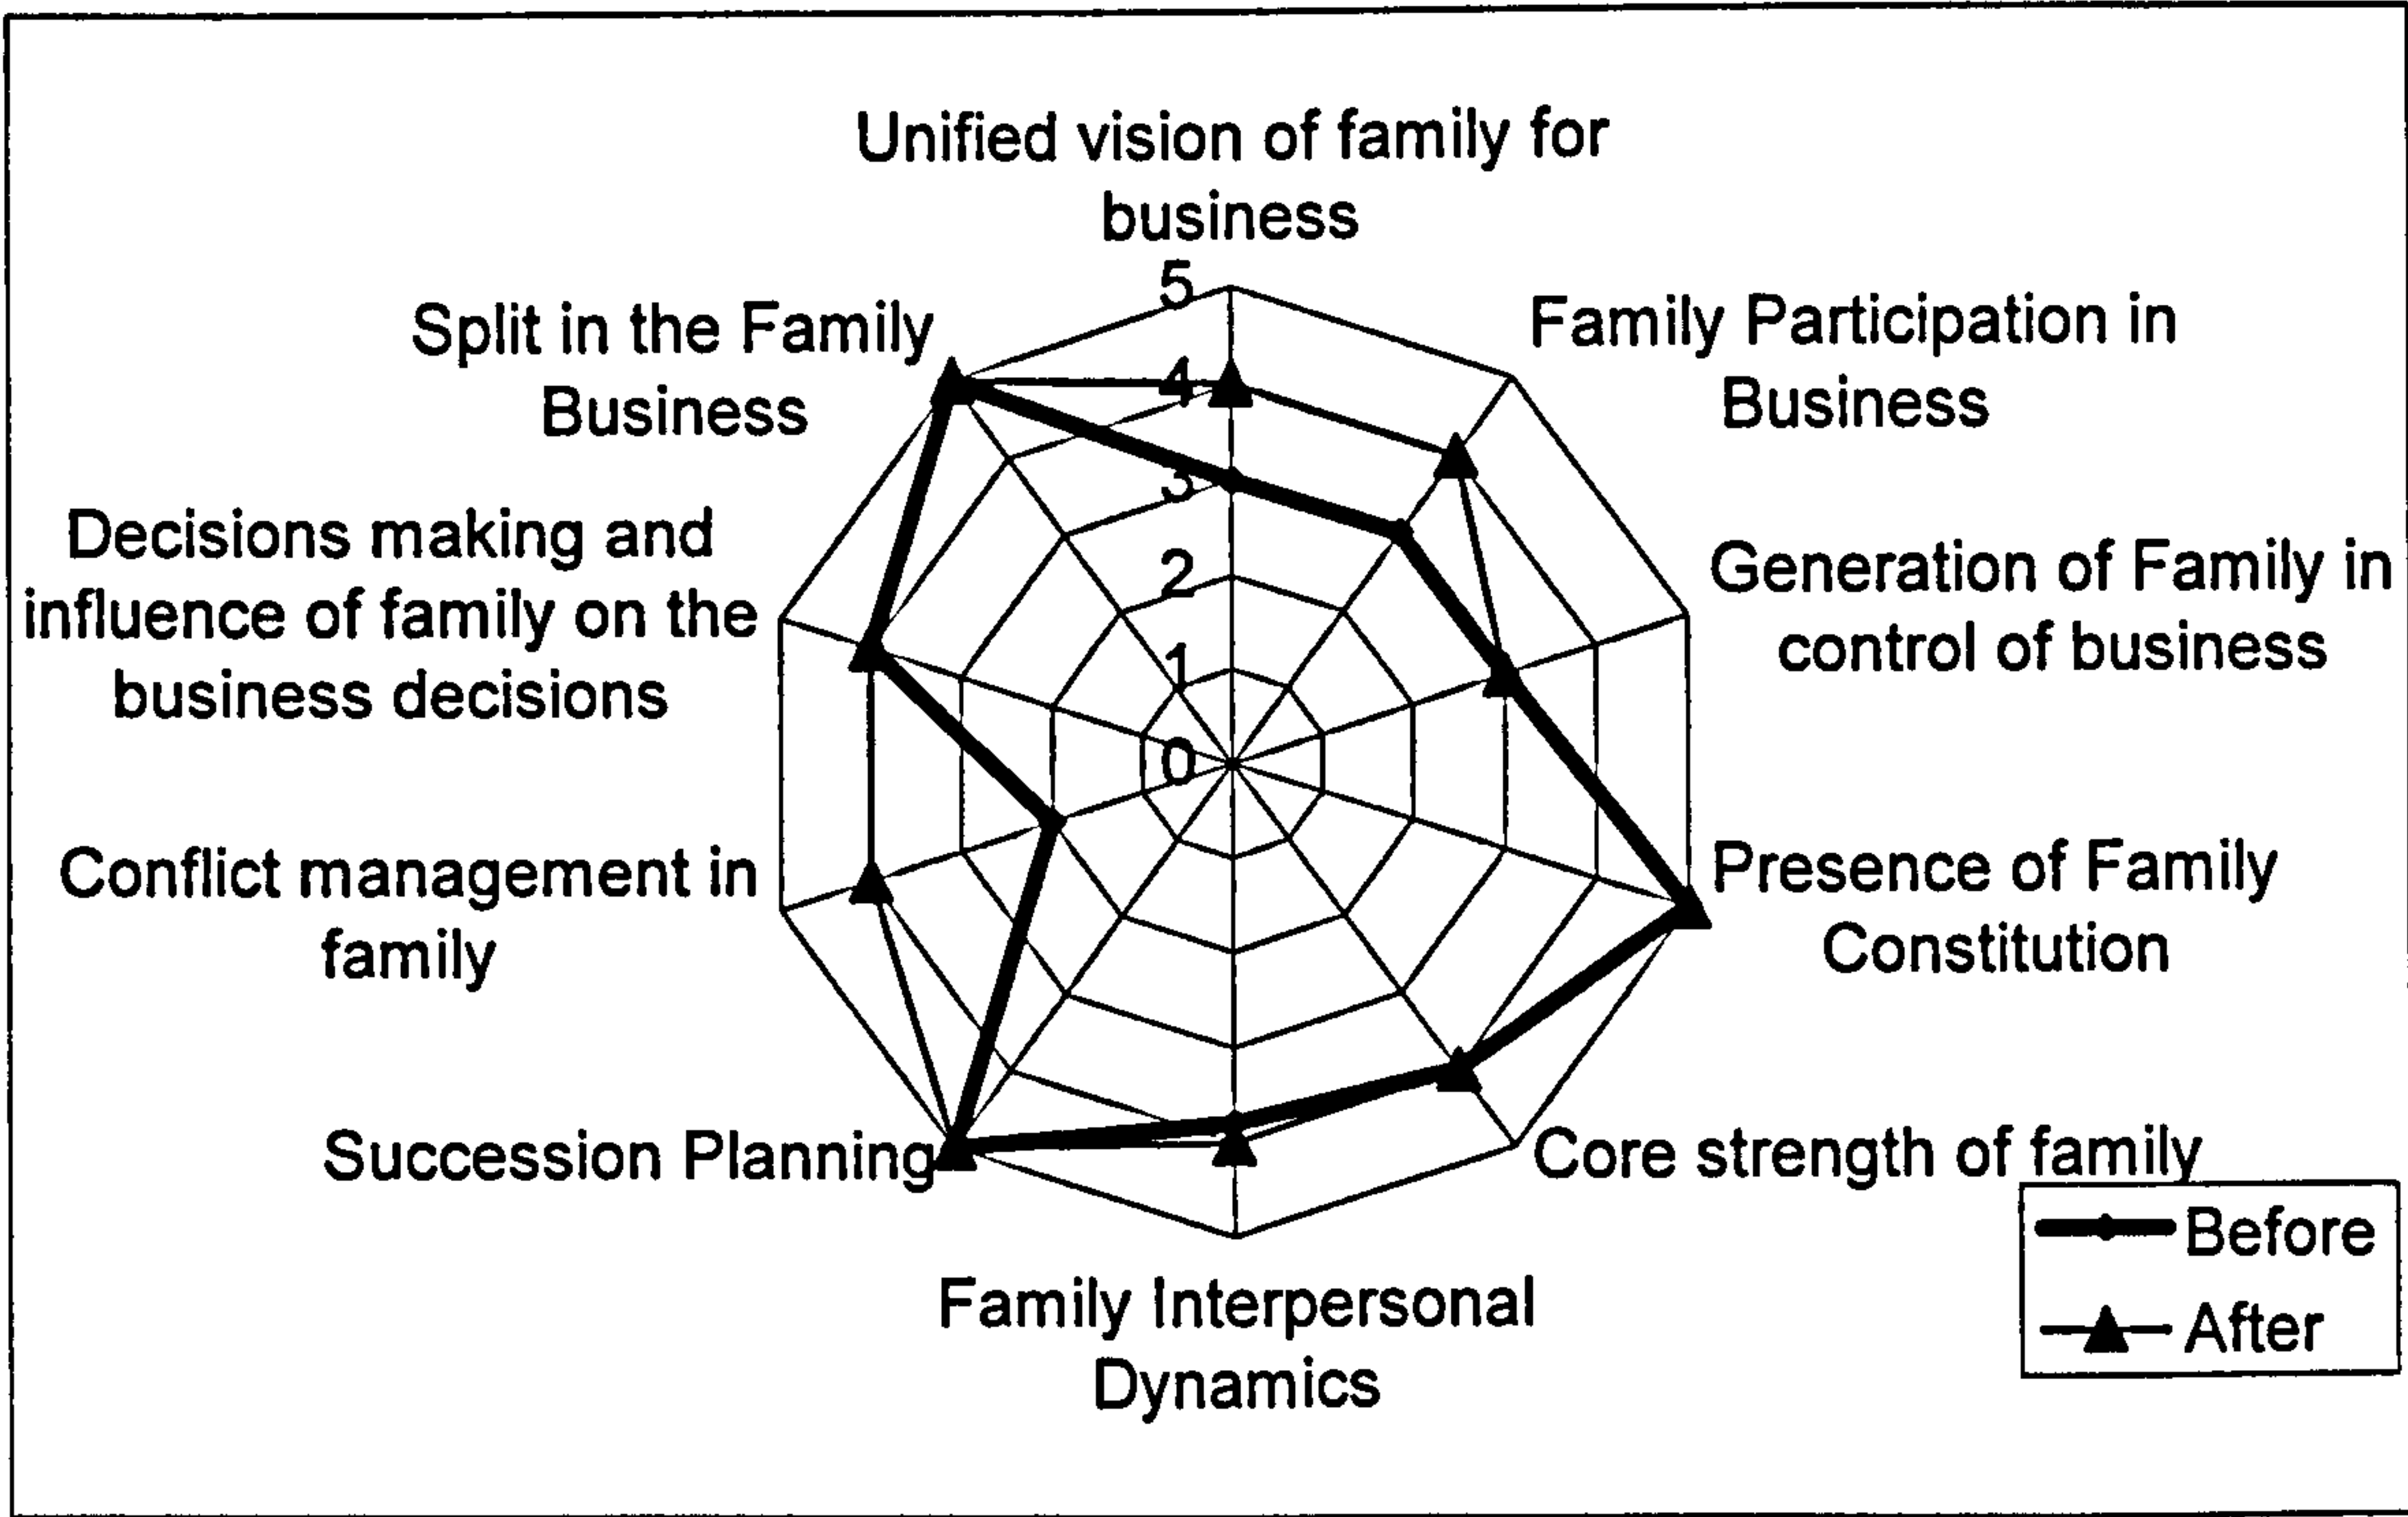 Unified vision of family for
business
5
Split in the Family
Business
Family Participation in
Business
4
3
Decisions making and
influence of family on the
business decisions
Generation of Family in
control of business
2
1
0
Conflict management in
family
Presence of Family
Constitution
Succession Planning
Core strength of family
Family Interpersonal
Dynamics
Before
After